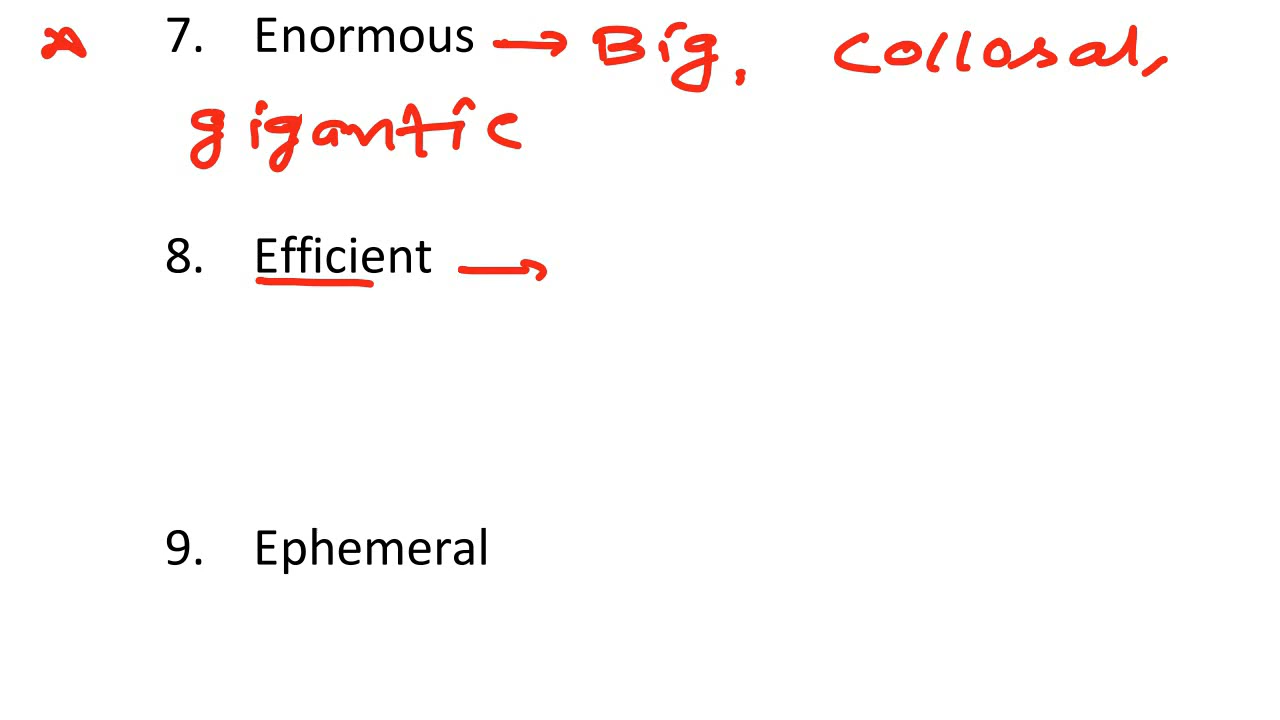 7. Enormous → Big, Collosal,
gigantic
8. Efficient →
9. Ephemeral